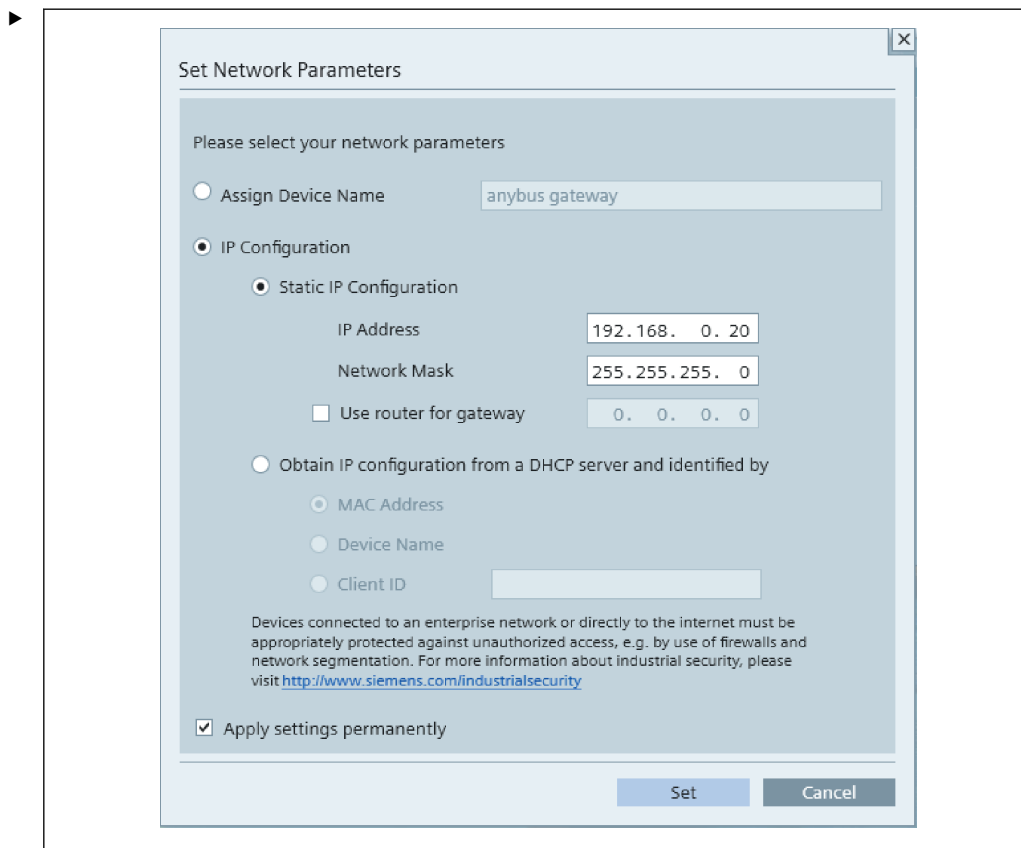 Set Network Parameters
Please select your network parameters
Assign Device Name anybus gateway
IP Configuration
Static IP Configuration
IP Address 192.168. 0. 20
Network Mask 255.255.255. 0
Use router for gateway 0. 0. 0. 0
Obtain IP configuration from a DHCP server and identified by
MAC Address
Device Name
Client ID
Devices connected to an enterprise network or directly to the internet must be
appropriately protected against unauthorized access, e.g. by use of firewalls and
network segmentation. For more information about industrial security, please
visit http://www.siemens.com/industrialsecurity
Apply settings permanently
Set Cancel